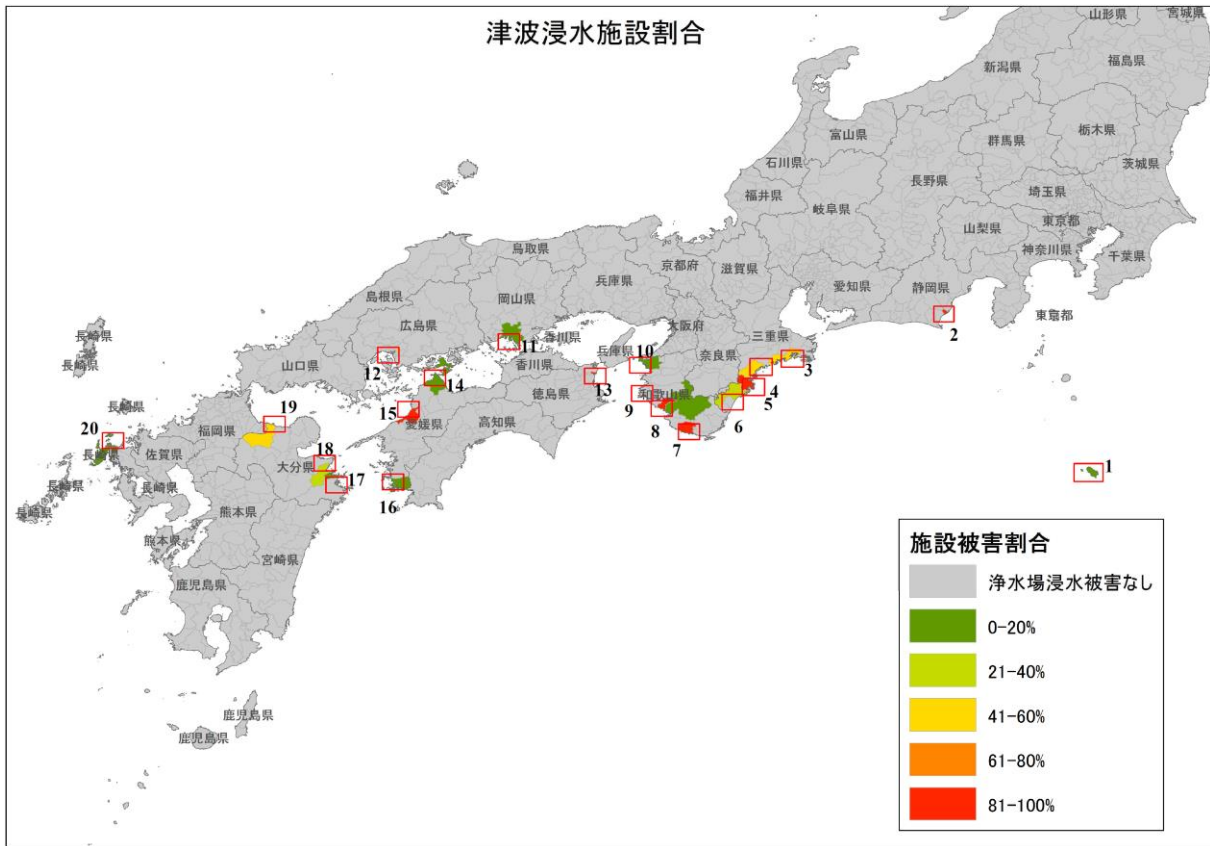 津波浸水施設割合
山形県
宮城県
新潟県
福島県
富山県
群馬県
栃木県
石川県
長野県
茨城県
福井県
岐阜県
埼玉県
山梨県
東京都
神奈川県
千葉県
鳥取県
京都府
滋賀県
兵庫県
愛知県
静岡県
島根県
岡山県
広島県
大阪府
三重県
東京都
2
香川県
兵庫県
10
奈良県
3
長崎県
長崎県
山口県
12
11
香川県
14
13
徳島県
和歌山県
4
5
9
8
6
7
長崎県
19
15
愛媛県
高知県
福岡県
20
長崎県
佐賀県
18
大分県
17
16
1
長崎県
長崎県
熊本県
熊本県
宮崎県
鹿児島県
鹿児島県
鹿児島県
施設被害割合
浄水場浸水被害なし
0-20%
21-40%
41-60%
61-80%
81-100%